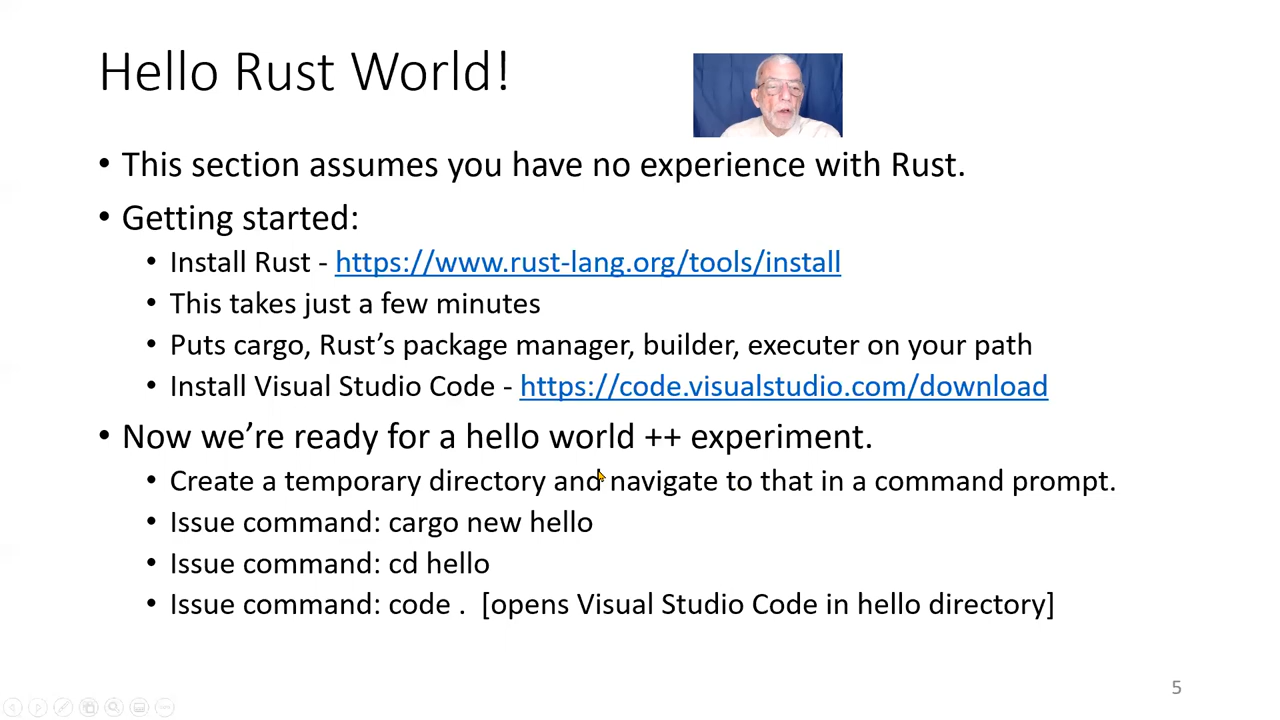 Hello Rust World!
• This section assumes you have no experience with Rust.
• Getting started:
• Install Rust - https://www.rust-lang.org/tools/install
• This takes just a few minutes
• Puts cargo, Rust’s package manager, builder, executer on your path
• Install Visual Studio Code - https://code.visualstudio.com/download
• Now we’re ready for a hello world ++ experiment.
• Create a temporary directory and navigate to that in a command prompt.
• Issue command: cargo new hello
• Issue command: cd hello
• Issue command: code .  [opens Visual Studio Code in hello directory]
5